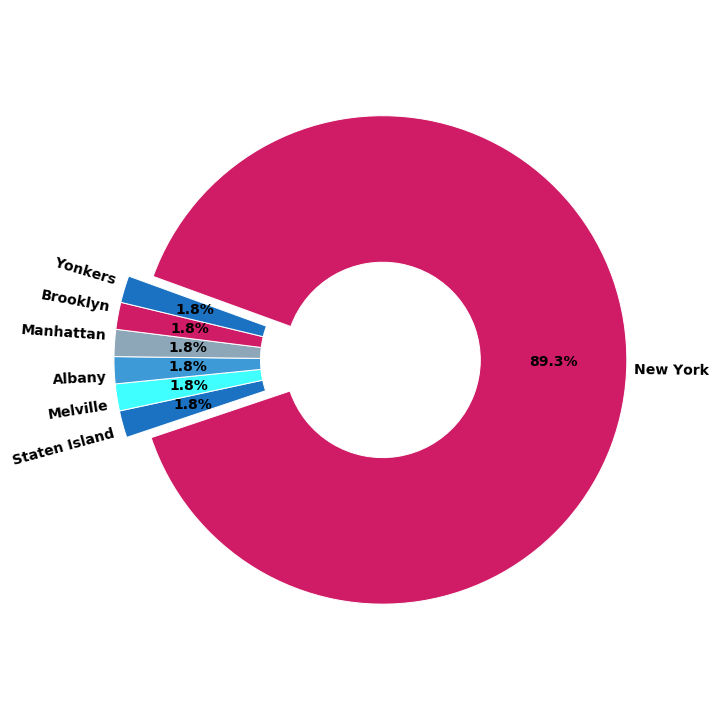 Yonkers
1.8%
Brooklyn
1.8%
Manhattan
1.8%
Albany
1.8%
Melville
1.8%
Staten Island
1.8%
89.3%
New York